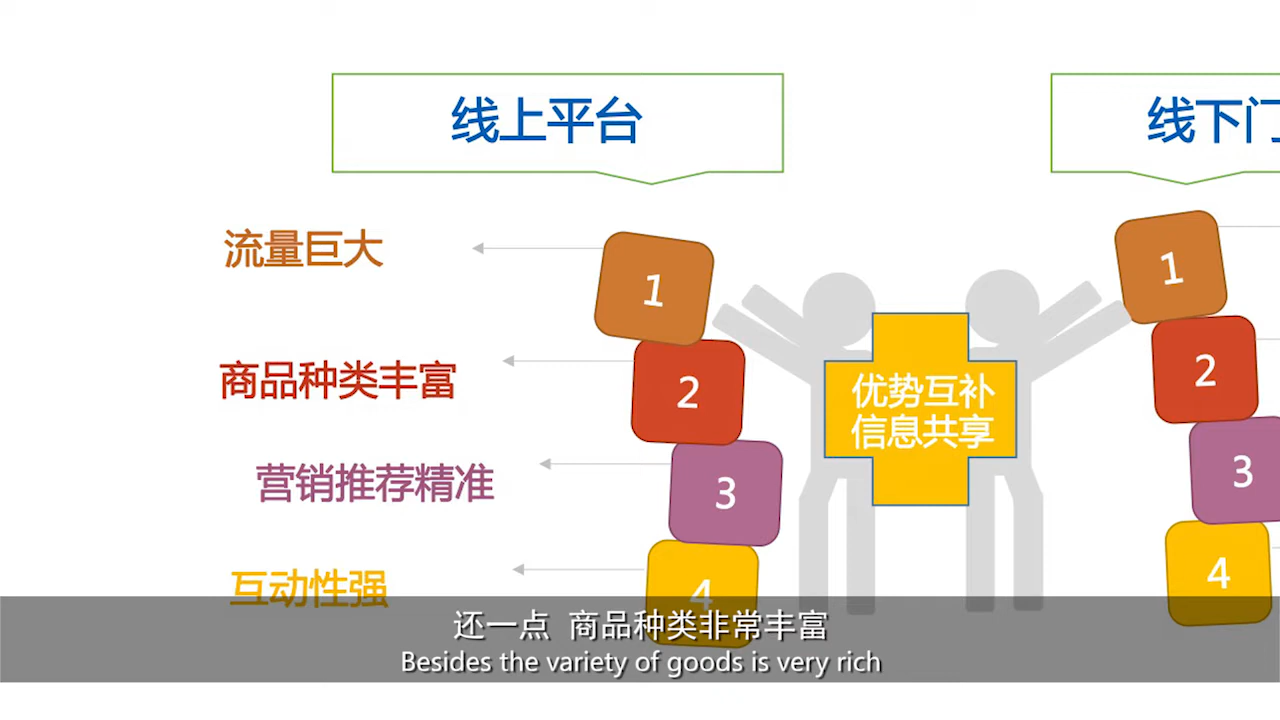 线上平台
线下门
流量巨大
1
1
商品种类丰富
2
2
优势互补
信息共享
营销推荐精准
3
3
互动性强
4
4
还一点 商品种类非常丰富
Besides the variety of goods is very rich